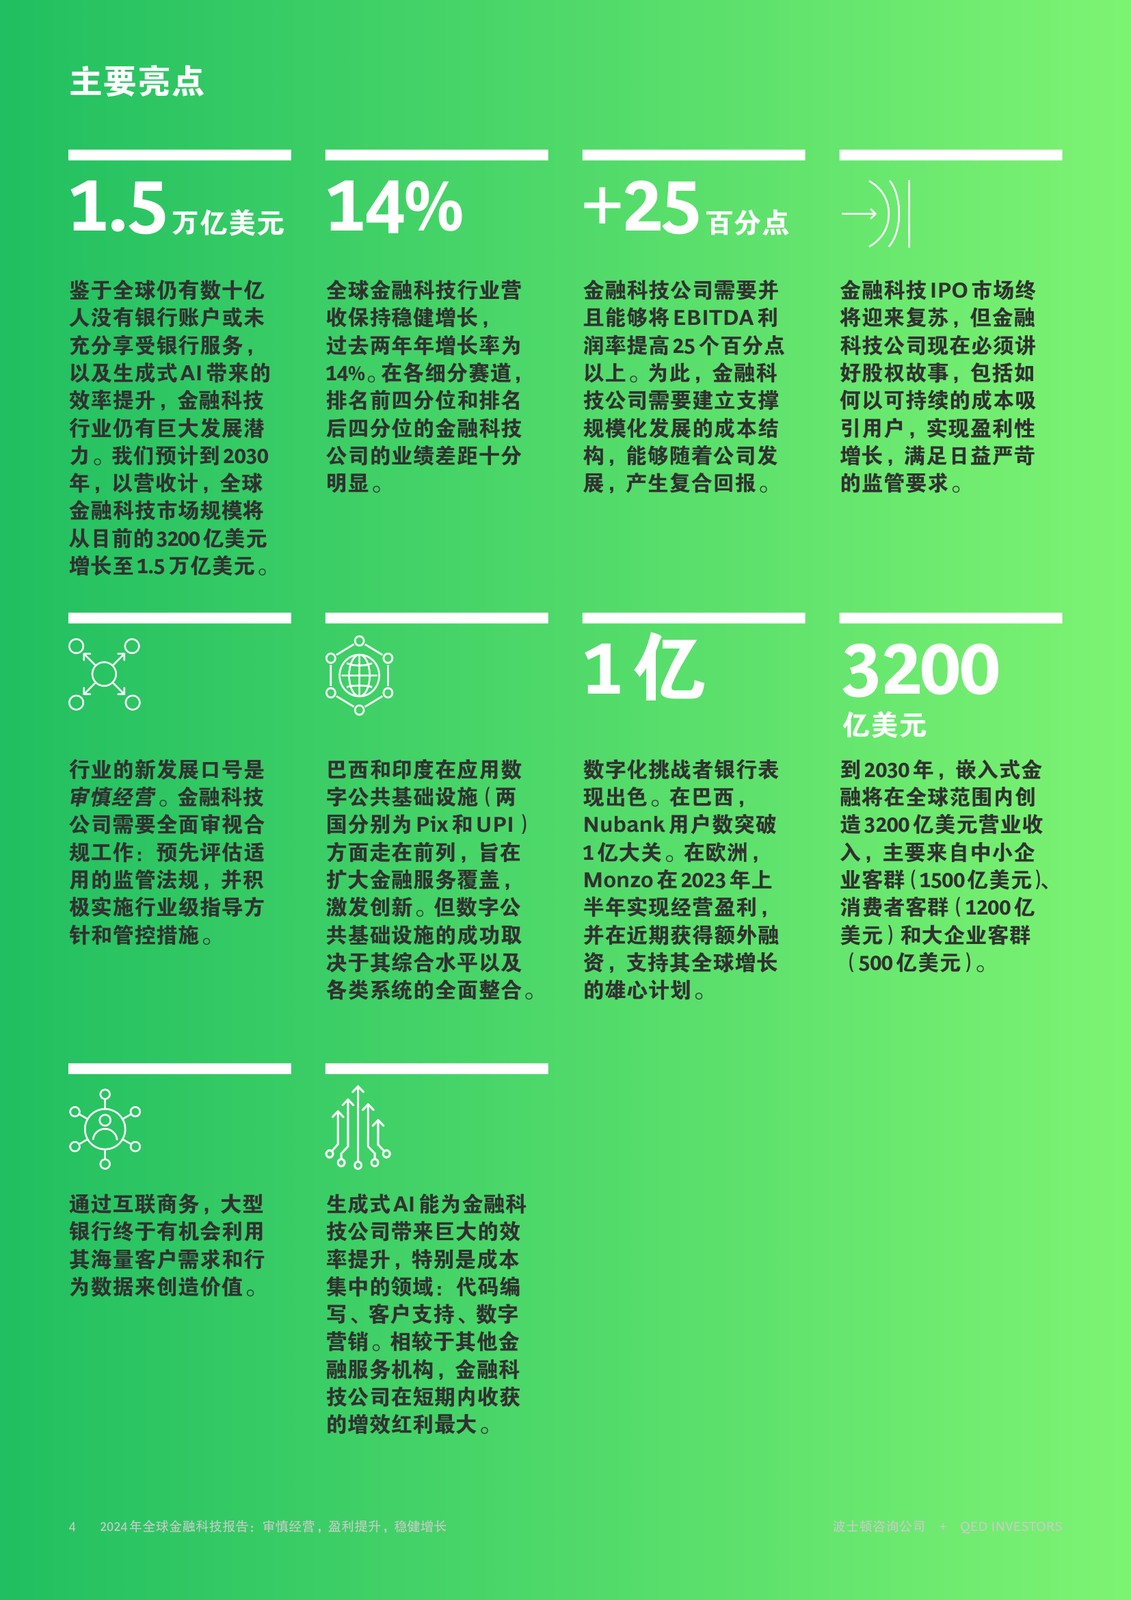 主要亮点
1.5 万亿美元
鉴于全球仍有数十亿
人没有银行账户或未
充分享受银行服务，
以及生成式AI带来的
效率提升，金融科技
行业仍有巨大发展潜
力。我们预计到2030
年，以营收计，全球
金融科技市场规模将
从目前的3200亿美元
增长至1.5万亿美元。
14%
全球金融科技行业营
收保持稳健增长，
过去两年年增长率为
14%。在各细分赛道，
排名前四分位和排名
后四分位的金融科技
公司的业绩差距十分
明显。
+25 百分点
金融科技公司需要并
且能够将EBITDA利
润率提高25个百分点
以上。为此，金融科
技公司需要建立支撑
规模化发展的成本结
构，能够随着公司发
展，产生复合回报。
金融科技IPO市场终
将迎来复苏，但金融
科技公司现在必须讲
好股权故事，包括如
何以可持续的成本吸
引用户，实现盈利性
增长，满足日益严苛
的监管要求。
行业的新发展口号是
审慎经营。金融科技
公司需要全面审视合
规工作：预先评估适
用的监管法规，并积
极实施行业级指导方
针和管控措施。
巴西和印度在应用数
字公共基础设施（两
国分别为Pix和UPI）
方面走在前列，旨在
扩大金融服务覆盖，
激发创新。但数字公
共基础设施的成功取
决于其综合水平以及
各类系统的全面整合。
1亿
数字化挑战者银行表
现出色。在巴西，
Nubank用户数突破
1亿大关。在欧洲，
Monzo在2023年上
半年实现经营盈利，
并在近期获得额外融
资，支持其全球增长
的雄心计划。
3200
亿美元
到2030年，嵌入式金
融将在全球范围内创
造3200亿美元营业收
入，主要来自中小企
业客群（1500亿美元）、
消费者客群（1200亿
美元）和大企业客群
（500亿美元）。
通过互联商务，大型
银行终于有机会利用
其海量客户需求和行
为数据来创造价值。
生成式AI能为金融科
技公司带来巨大的效
率提升，特别是成本
集中的领域：代码编
写、客户支持、数字
营销。相较于其他金
融服务机构，金融科
技公司在短期内收获
的增效红利最大。
4 2024年全球金融科技报告：审慎经营，盈利提升，稳健增长
波士顿咨询公司 + QED INVESTORS